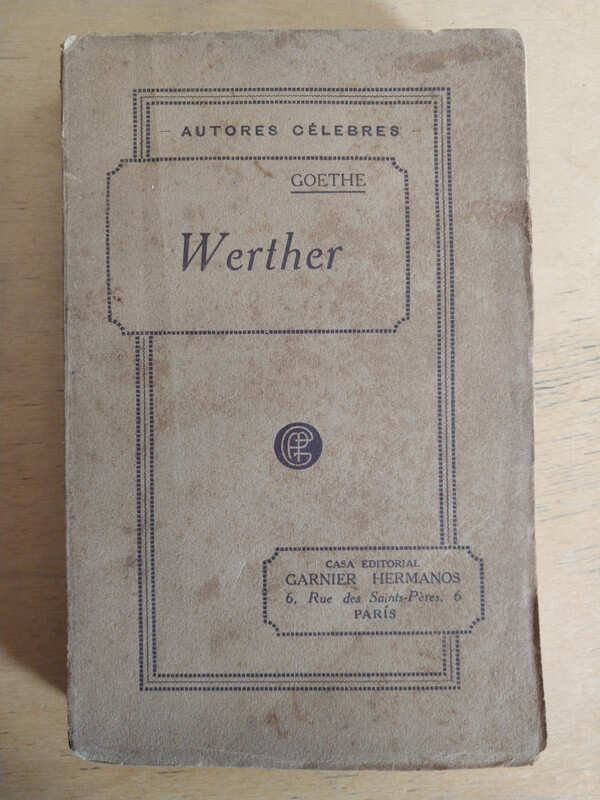 - AUTORES CÉLEBRES -
GOETHE
Werther
CASA EDITORIAL
GARNIER HERMANOS
6, Rue des Saints-Pères, 6
PARÍS